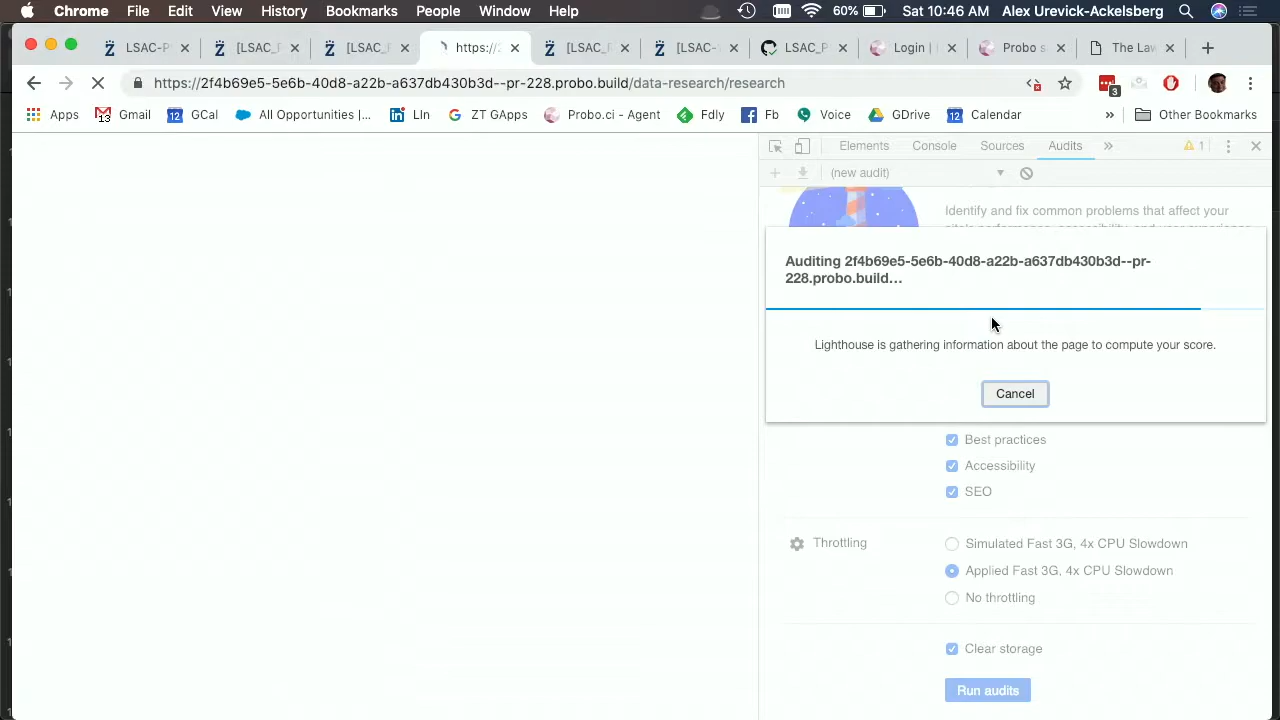 Chrome File Edit View History Bookmarks People Window Help 60% Sat 10:46 AM Alex Urevick-Ackelsberg
LSAC-P [LSAC_ [LSAC_ https:// [LSAC_ [LSAC- LSAC_P Login | Probo s The Law
https://2f4b69e5-5e6b-40d8-a22b-a637db430b3d--pr-228.probo.build/data-research/research 3
Apps 13 Gmail 12 GCal All Opportunities |... LIn ZT GApps Probo.ci - Agent Fdly Fb Voice GDrive 12 Calendar » Other Bookmarks
Elements Console Sources Audits » 1
(new audit)
Identify and fix common problems that affect your
Auditing 2f4b69e5-5e6b-40d8-a22b-a637db430b3d--pr-
228.probo.build...
Lighthouse is gathering information about the page to compute your score.
Cancel
Best practices
Accessibility
SEO
Throttling
Simulated Fast 3G, 4x CPU Slowdown
Applied Fast 3G, 4x CPU Slowdown
No throttling
Clear storage
Run audits